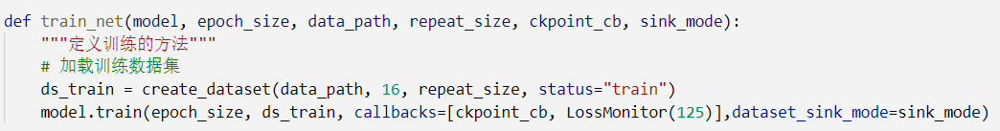 def train_net(model, epoch_size, data_path, repeat_size, ckpoint_cb, sink_mode):
    """定义训练的方法"""
    # 加载训练数据集
    ds_train = create_dataset(data_path, 16, repeat_size, status="train")
    model.train(epoch_size, ds_train, callbacks=[ckpoint_cb, LossMonitor(125)],dataset_sink_mode=sink_mode)